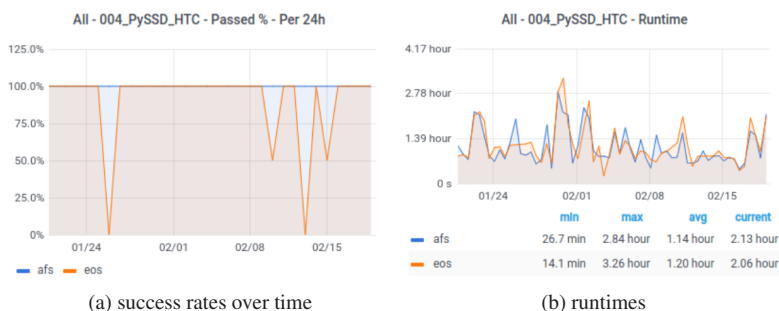 All - 004_PySSD_HTC - Passed % - Per 24h
125.0%
100.0%
75.0%
50.0%
25.0%
0%
01/24
02/01
02/08
02/15
afs eos
(a) success rates over time
All - 004_PySSD_HTC - Runtime
4.17 hour
2.78 hour
1.39 hour
0 s
01/24
02/01
02/08
02/15
min max avg current
afs 26.7 min 2.84 hour 1.14 hour 2.13 hour
eos 14.1 min 3.26 hour 1.20 hour 2.06 hour
(b) runtimes